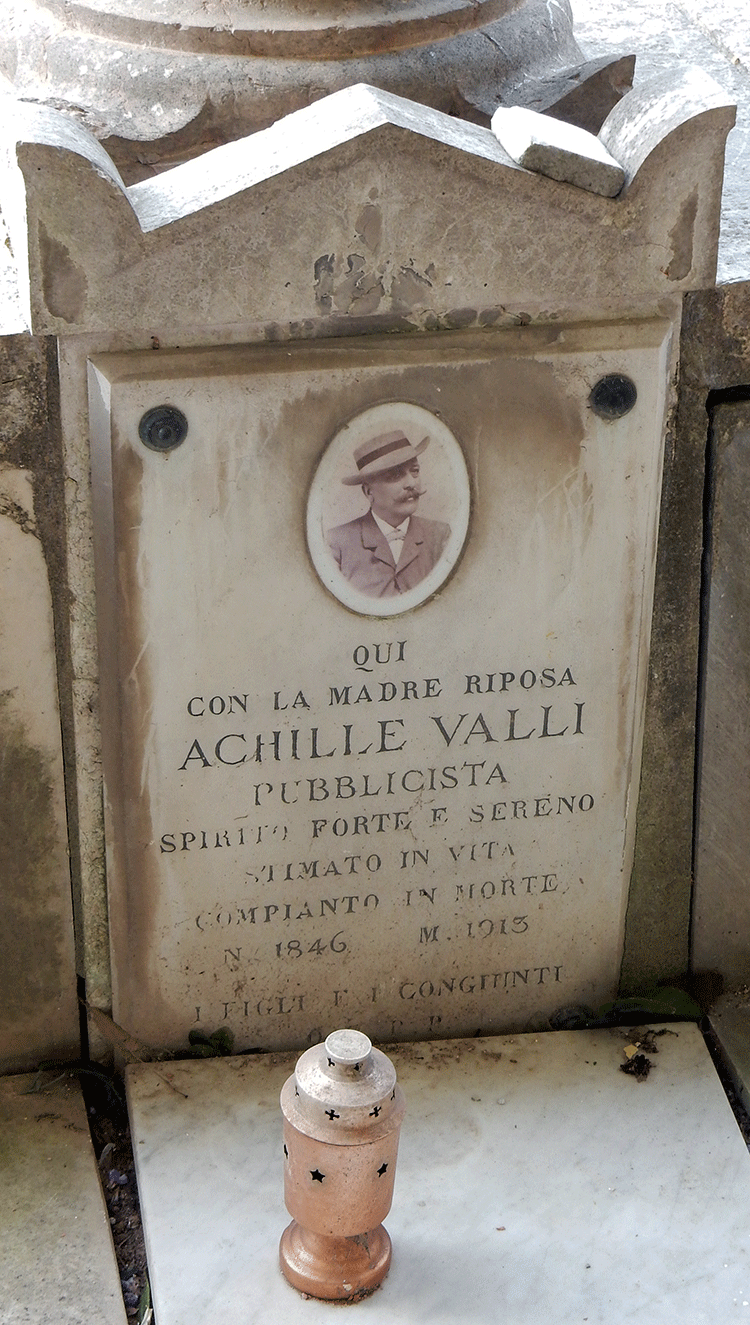 QUI
CON LA MADRE RIPOSA
ACHILLE VALLI
PUBBLICISTA
SPIRITO FORTE E SERENO
STIMATO IN VITA
COMPIANTO IN MORTE
N. 1846 M. 1913
I FIGLI E I CONGIUNTI